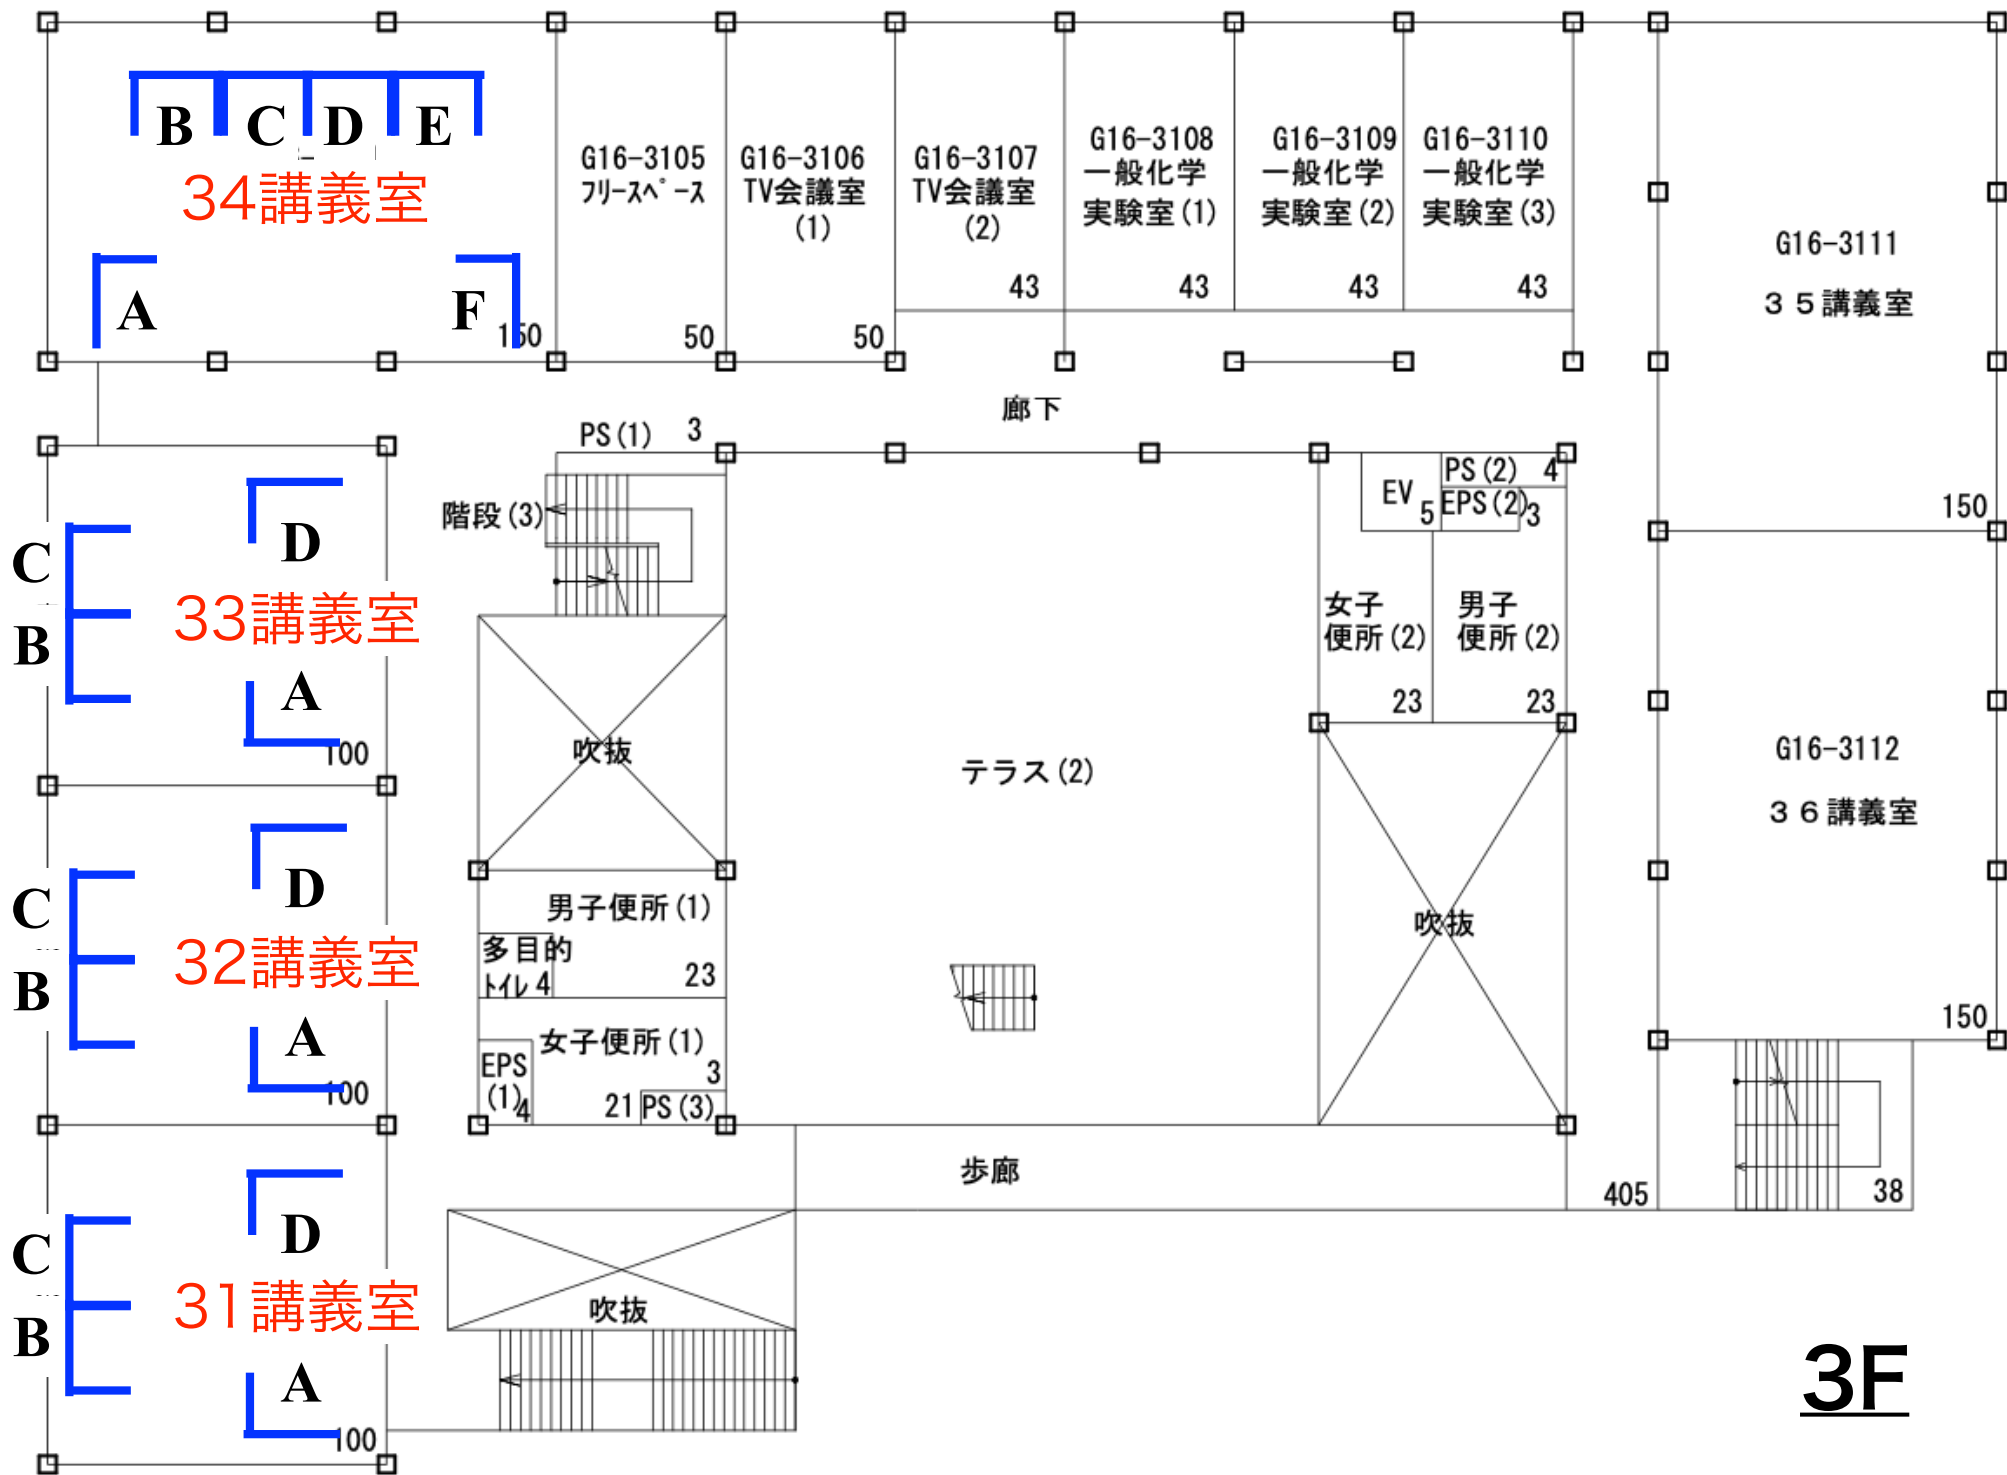 B C D E
34講義室
A
F
150
G16-3105
フリースペース
50
G16-3106
TV会議室
(1)
50
G16-3107
TV会議室
(2)
43
G16-3108
一般化学
実験室(1)
43
G16-3109
一般化学
実験室(2)
43
G16-3110
一般化学
実験室(3)
43
G16-3111
35講義室
150
廊下
PS(1) 3
階段(3)
D
C
33講義室
B
A
100
吹抜
テラス(2)
EV
5
PS(2) 4
EPS(2)
3
女子
便所(2)
23
男子
便所(2)
23
G16-3112
36講義室
150
D
C
32講義室
B
A
100
男子便所(1)
多目的
トイレ 4
23
女子便所(1)
EPS
(1)
4
3
21
PS(3)
吹抜
歩廊
405
38
D
C
31講義室
B
A
100
吹抜
3F